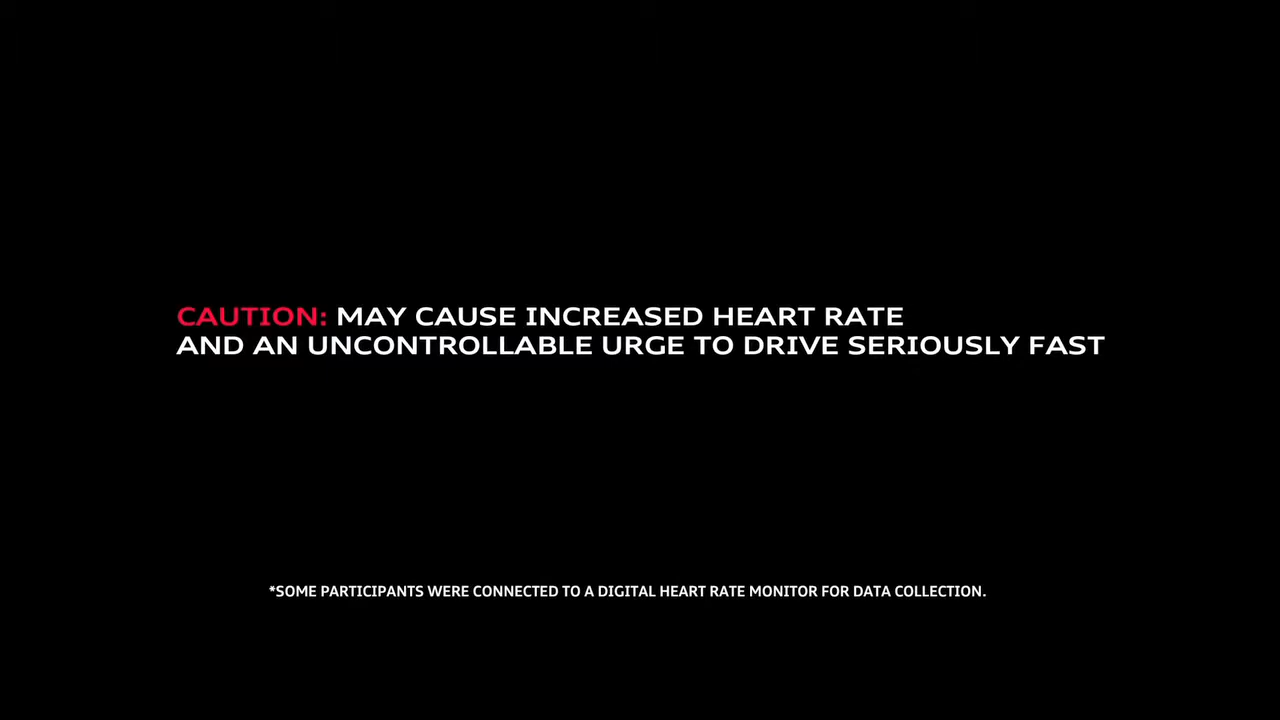 CAUTION: MAY CAUSE INCREASED HEART RATE
AND AN UNCONTROLLABLE URGE TO DRIVE SERIOUSLY FAST
*SOME PARTICIPANTS WERE CONNECTED TO A DIGITAL HEART RATE MONITOR FOR DATA COLLECTION.